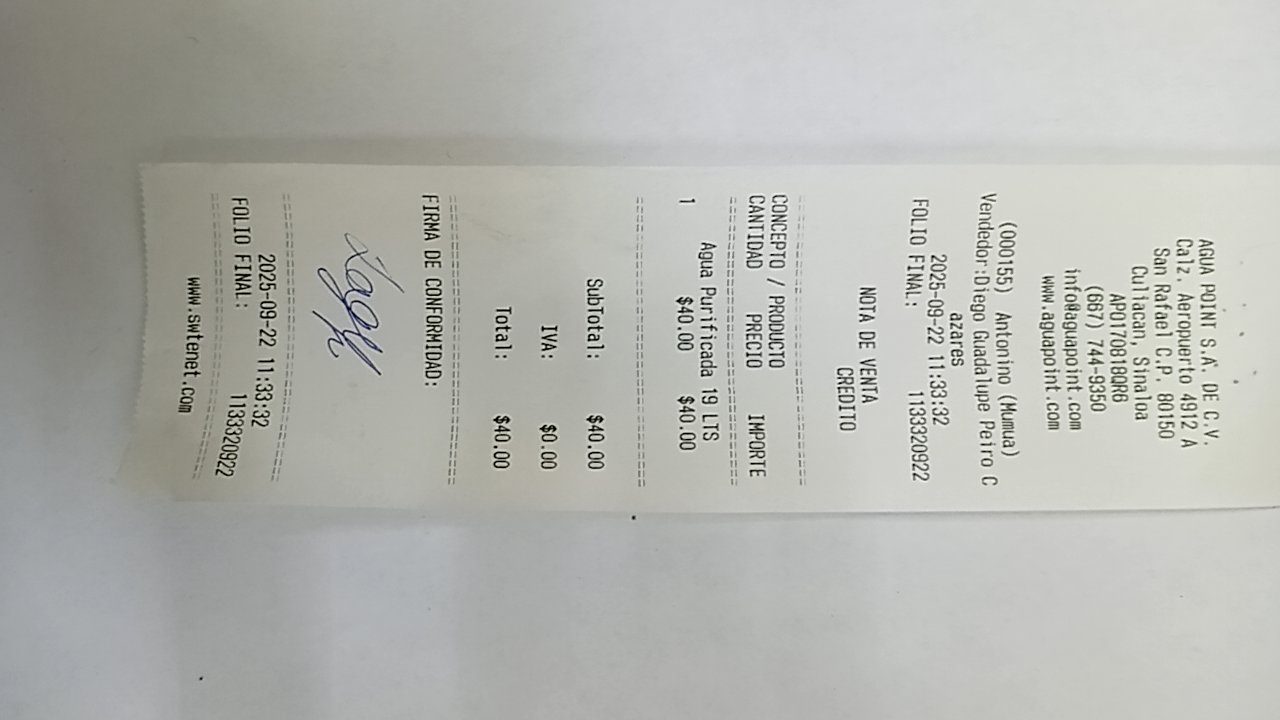 AGUA POINT S.A. DE C.V.
Calz. Aeropuerto 4912 A
San Rafael C.P. 80150
Culiacan, Sinaloa
APO170818QR6
(667) 744-9350
info@aguapoint.com
www.aguapoint.com
(000155) Antonino (Mumua)
Vendedor:Diego Guadalupe Peiro C
azares
2025-09-22 11:33:32
FOLIO FINAL: 1133320922
NOTA DE VENTA
CREDITO
CONCEPTO / PRODUCTO
CANTIDAD PRECIO IMPORTE
Agua Purificada 19 LTS
1 $40.00 $40.00
SubTotal: $40.00
IVA: $0.00
Total: $40.00
FIRMA DE CONFORMIDAD:
2025-09-22 11:33:32
FOLIO FINAL: 1133320922
www.swtenet.com